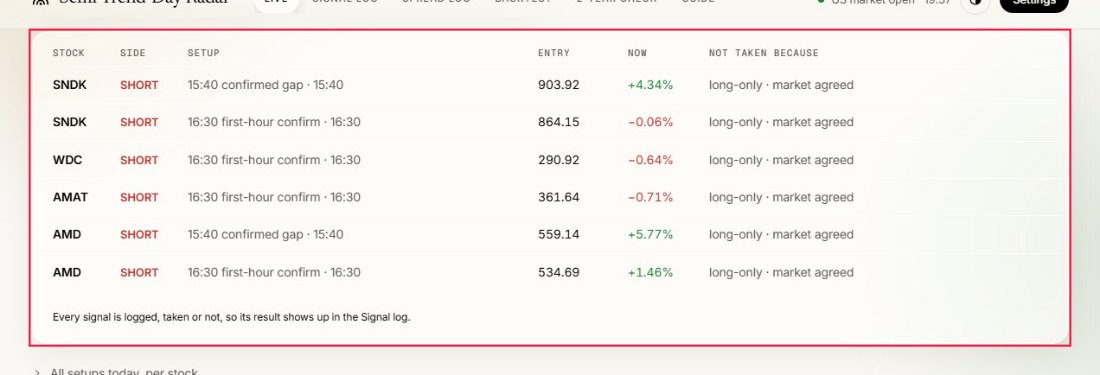 Semi Trend Day Radar LIVE SIGNAL LOG SPREAD LOG BACKTEST GUIDE US market open · 19:37 Settings
STOCK SIDE SETUP ENTRY NOW NOT TAKEN BECAUSE
SNDK SHORT 15:40 confirmed gap · 15:40 903.92 +4.34% long-only · market agreed
SNDK SHORT 16:30 first-hour confirm · 16:30 864.15 −0.06% long-only · market agreed
WDC SHORT 16:30 first-hour confirm · 16:30 290.92 −0.64% long-only · market agreed
AMAT SHORT 16:30 first-hour confirm · 16:30 361.64 −0.71% long-only · market agreed
AMD SHORT 15:40 confirmed gap · 15:40 559.14 +5.77% long-only · market agreed
AMD SHORT 16:30 first-hour confirm · 16:30 534.69 +1.46% long-only · market agreed
Every signal is logged, taken or not, so its result shows up in the Signal log.
All setups today, per stock